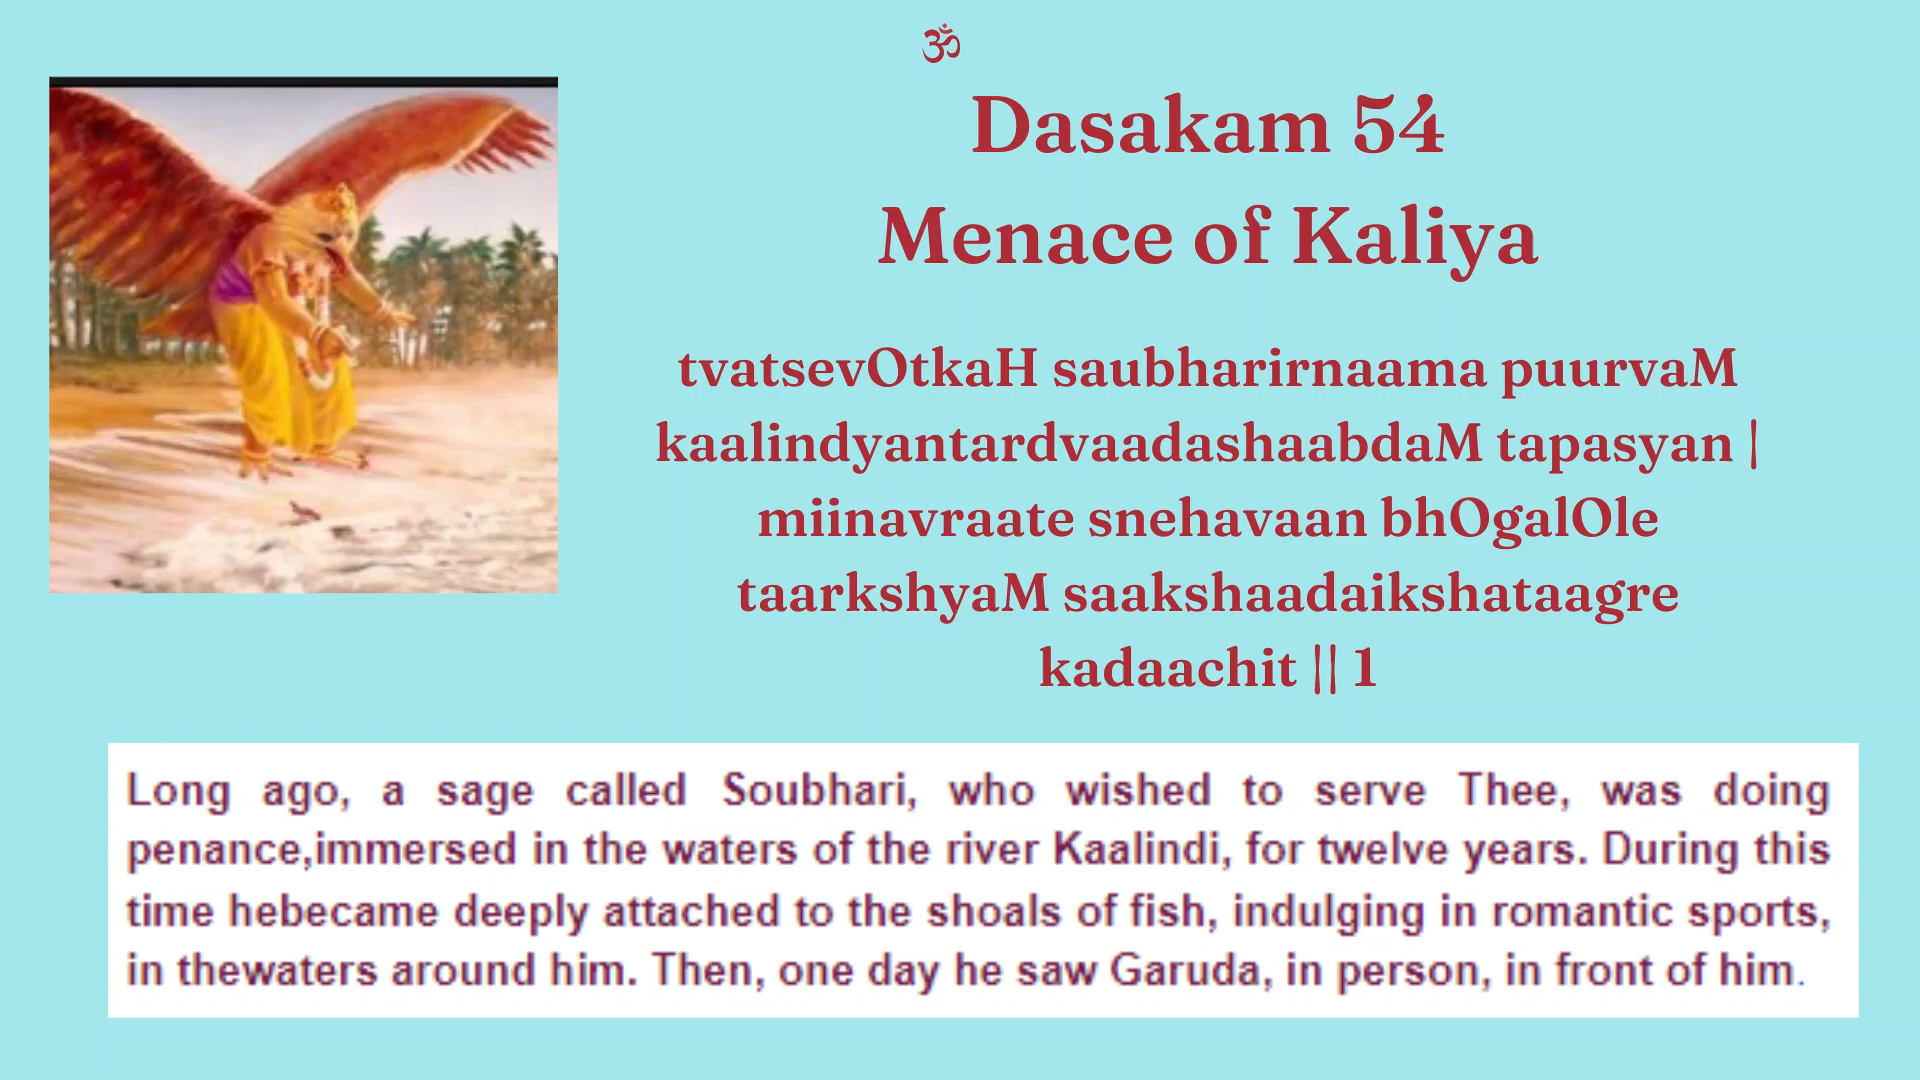 ॐ
Dasakam 54
Menace of Kaliya
tvatsevOtkaH saubharirnaama puurvaM
kaalindyantardvaadashaabdaM tapasyan |
miinavraate snehavaan bhOgalOle
taarkshyaM saakshaadaikshataagre
kadaachit || 1
Long ago, a sage called Soubhari, who wished to serve Thee, was doing
penance,immersed in the waters of the river Kaalindi, for twelve years. During this
time hebecame deeply attached to the shoals of fish, indulging in romantic sports,
in thewaters around him. Then, one day he saw Garuda, in person, in front of him.